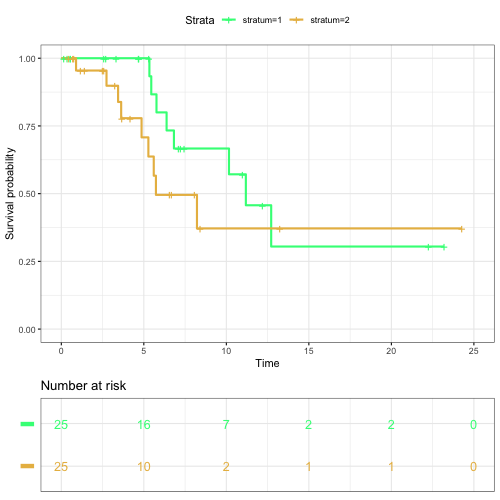 Strata stratum=1 stratum=2
Survival probability
1.00
0.75
0.50
0.25
0.00
0 5 10 15 20 25
Time
Number at risk
25 16 7 2 2 0
25 10 2 1 1 0